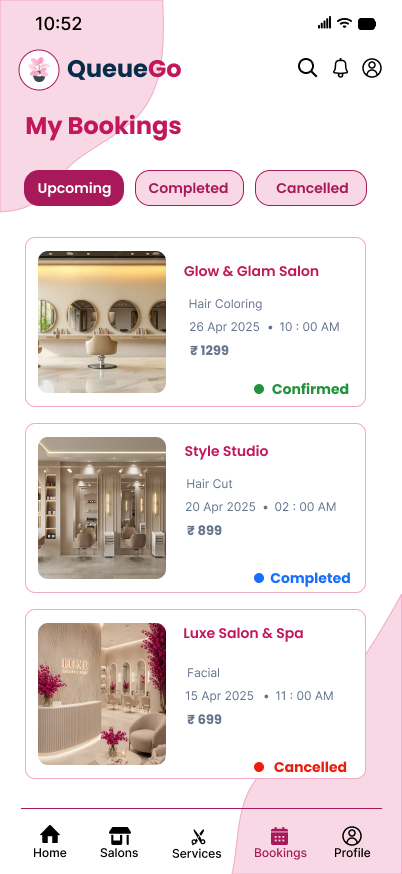 10:52
QueueGo
My Bookings
Upcoming Completed Cancelled
Glow & Glam Salon
Hair Coloring
26 Apr 2025 • 10 : 00 AM
₹ 1299
Confirmed
Style Studio
Hair Cut
20 Apr 2025 • 02 : 00 AM
₹ 899
Completed
LUXE
Luxe Salon & Spa
Facial
15 Apr 2025 • 11 : 00 AM
₹ 699
Cancelled
Home Salons Services Bookings Profile